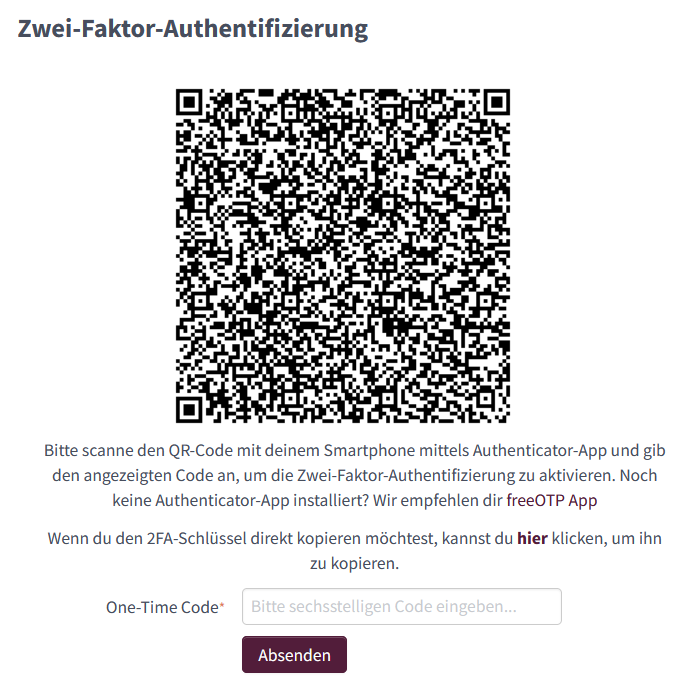 Zwei-Faktor-Authentifizierung
Bitte scanne den QR-Code mit deinem Smartphone mittels Authenticator-App und gib
den angezeigten Code an, um die Zwei-Faktor-Authentifizierung zu aktivieren. Noch
keine Authenticator-App installiert? Wir empfehlen dir freeOTP App
Wenn du den 2FA-Schlüssel direkt kopieren möchtest, kannst du hier klicken, um ihn
zu kopieren.
One-Time Code*
Bitte sechsstelligen Code eingeben...
Absenden